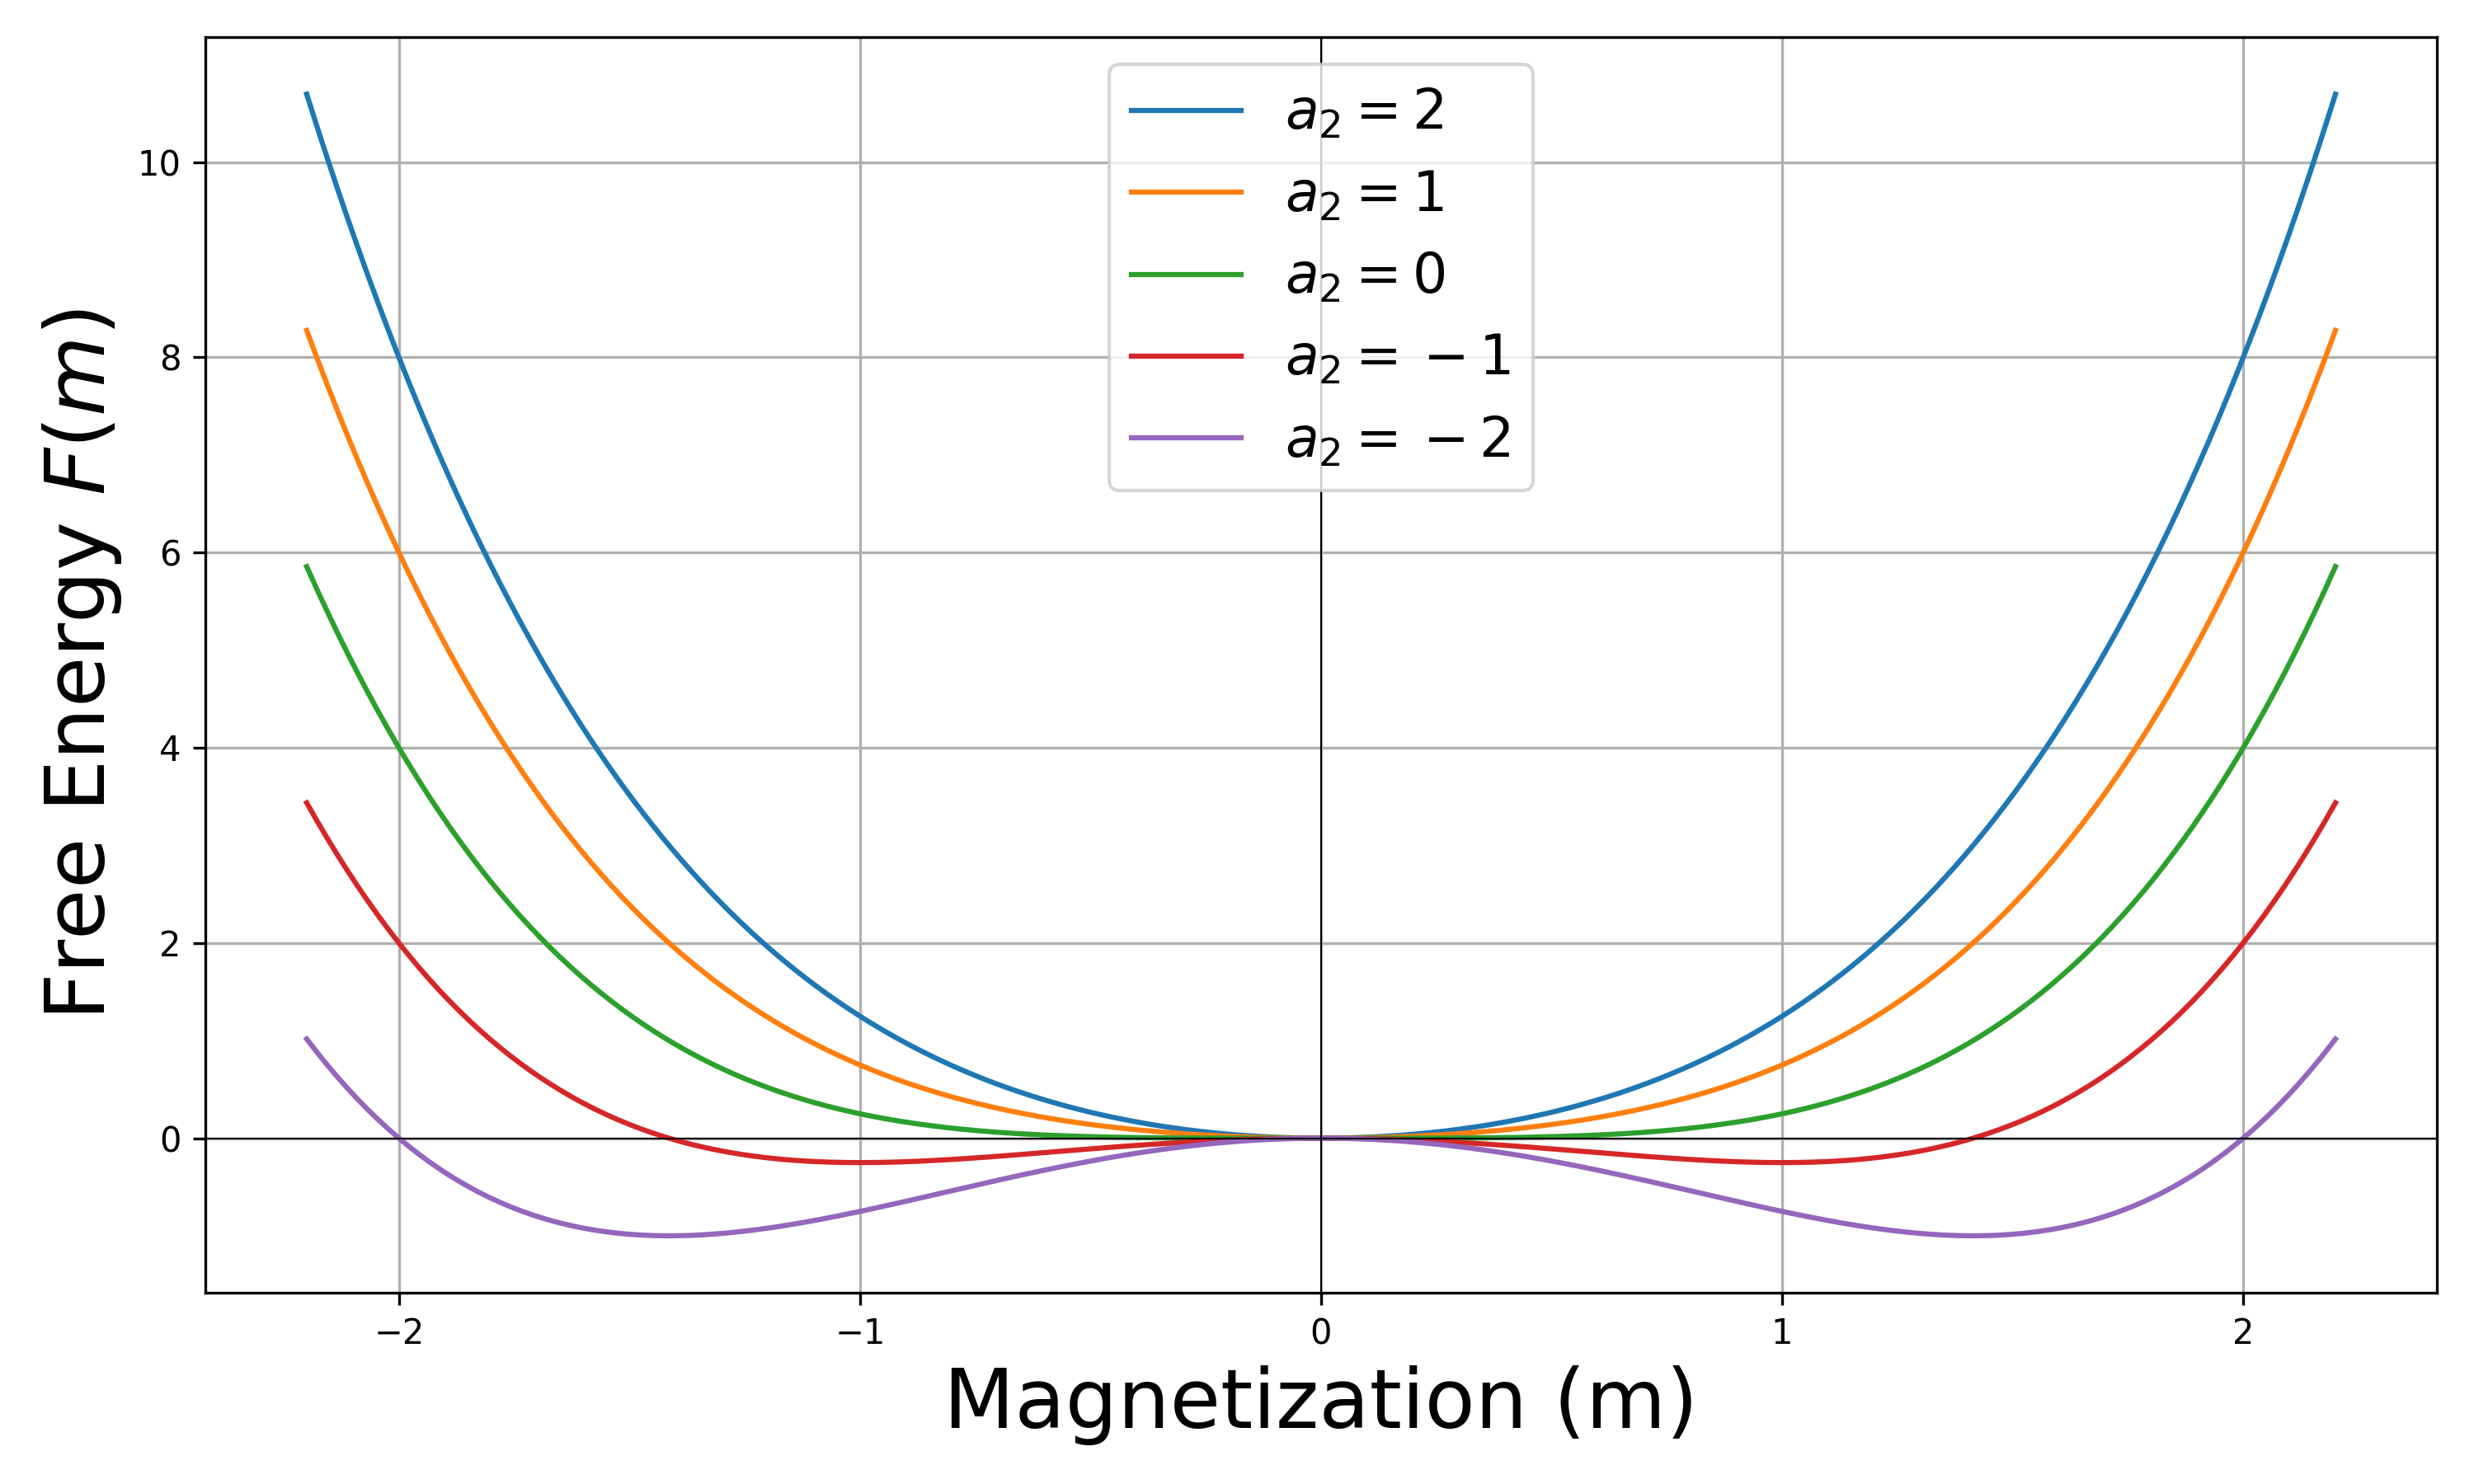 Free Energy F(m)
10
8
6
4
2
0
a₂ = 2
a₂ = 1
a₂ = 0
a₂ = −1
a₂ = −2
−2
−1
0
1
2
Magnetization (m)